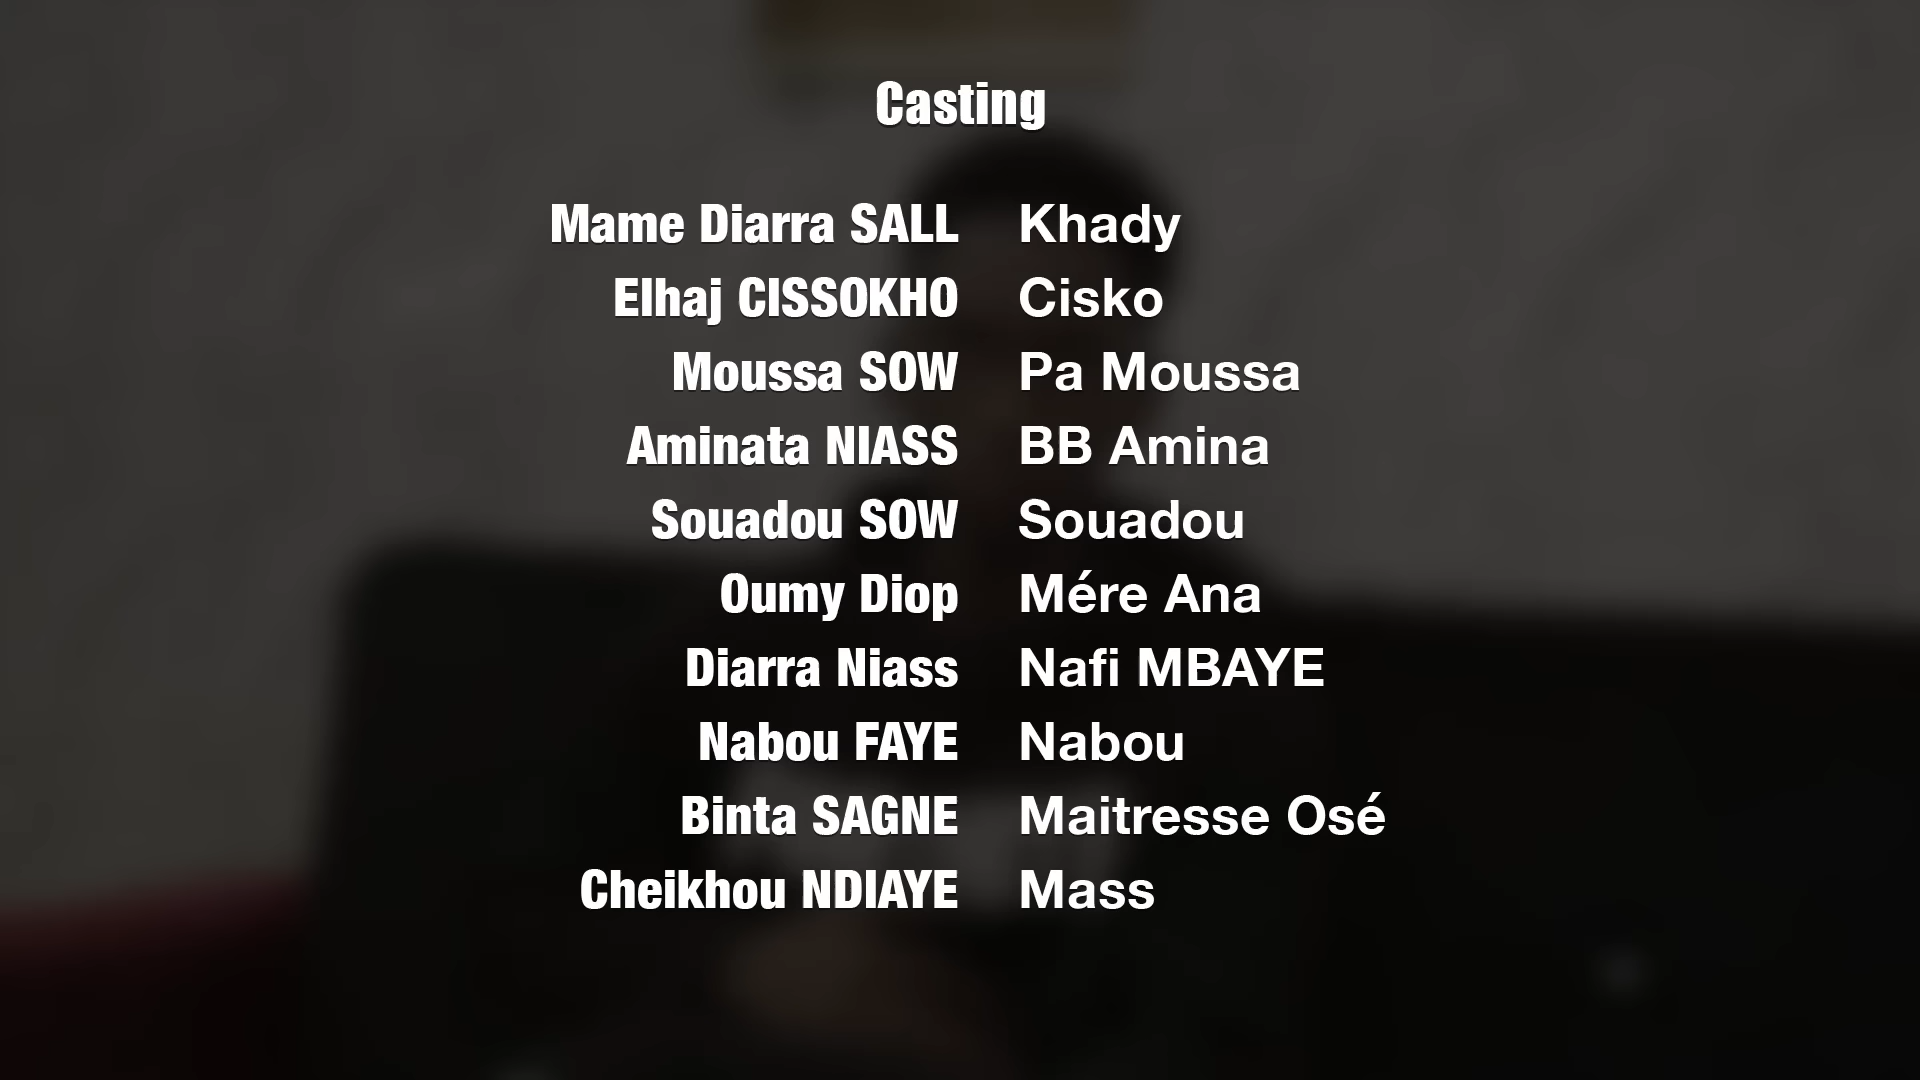 Casting
Mame Diarra SALL Khady
Elhaj CISSOKHO Cisko
Moussa SOW Pa Moussa
Aminata NIASS BB Amina
Souadou SOW Souadou
Oumy Diop Mére Ana
Diarra Niass Nafi MBAYE
Nabou FAYE Nabou
Binta SAGNE Maitresse Osé
Cheikhou NDIAYE Mass